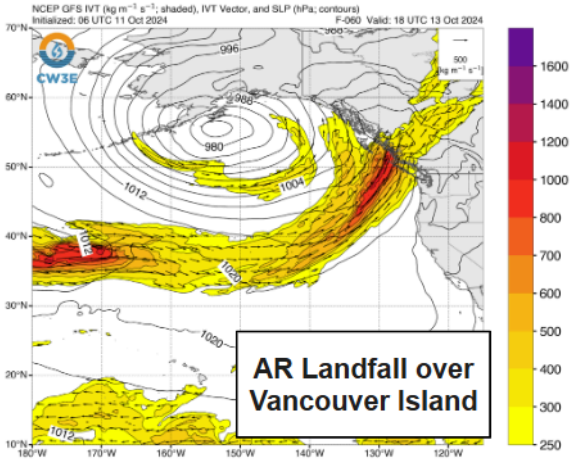 NCEP GFS IVT (kg m⁻¹ s⁻¹; shaded), IVT Vector, and SLP (hPa; contours)
Initialized: 06 UTC 11 Oct 2024 F-060 Valid: 18 UTC 13 Oct 2024
CW3E
996
988
500
(kg m⁻¹ s⁻¹)
1600
60°N
988
1400
980
1200
50°N
1004
1012
1000
800
40°N
1012
700
1020
600
30°N
500
1020
AR Landfall over
Vancouver Island
400
20°N
300
1012
10°N
250
180°W 170°W 160°W 150°W 140°W 130°W 120°W